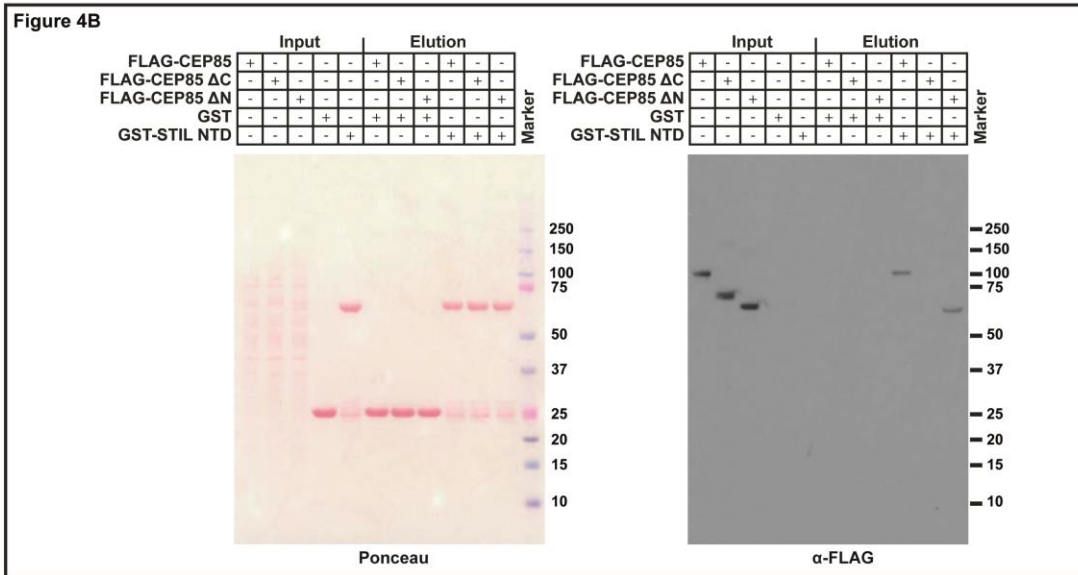 Figure 4B
Input Elution
FLAG-CEP85 + - - - - + - - + - -
FLAG-CEP85 ΔC - + - - - - + - - + -
FLAG-CEP85 ΔN - - + - - - - + - - +
GST - - - + - + + + - - -
GST-STIL NTD - - - - + - - - + + +
Marker
250
150
100
75
50
37
25
20
15
10
Ponceau
Input Elution
FLAG-CEP85 + - - - - + - - + - -
FLAG-CEP85 ΔC - + - - - - + - - + -
FLAG-CEP85 ΔN - - + - - - - + - - +
GST - - - + - + + + - - -
GST-STIL NTD - - - - + - - - + + +
Marker
250
150
100
75
50
37
25
20
15
10
α-FLAG